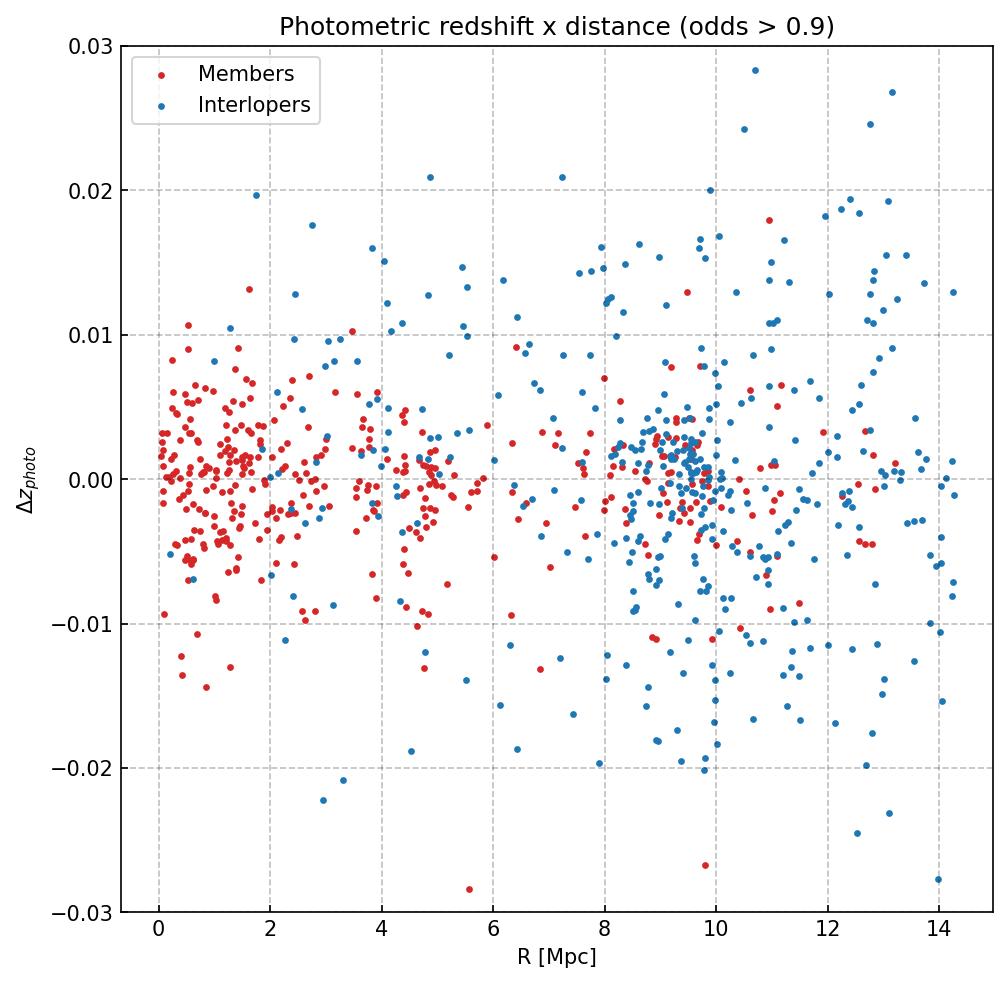 Photometric redshift x distance (odds > 0.9)
Members
Interlopers
0.03
0.02
0.01
0.00
−0.01
−0.02
−0.03
Δz_photo
0 2 4 6 8 10 12 14
R [Mpc]